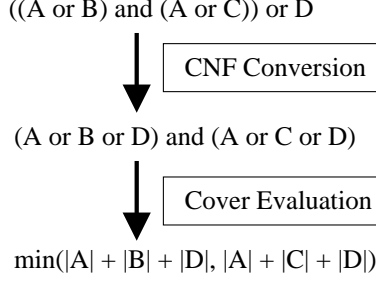 ((A or B) and (A or C)) or D
CNF Conversion
(A or B or D) and (A or C or D)
Cover Evaluation
min(|A| + |B| + |D|, |A| + |C| + |D|)